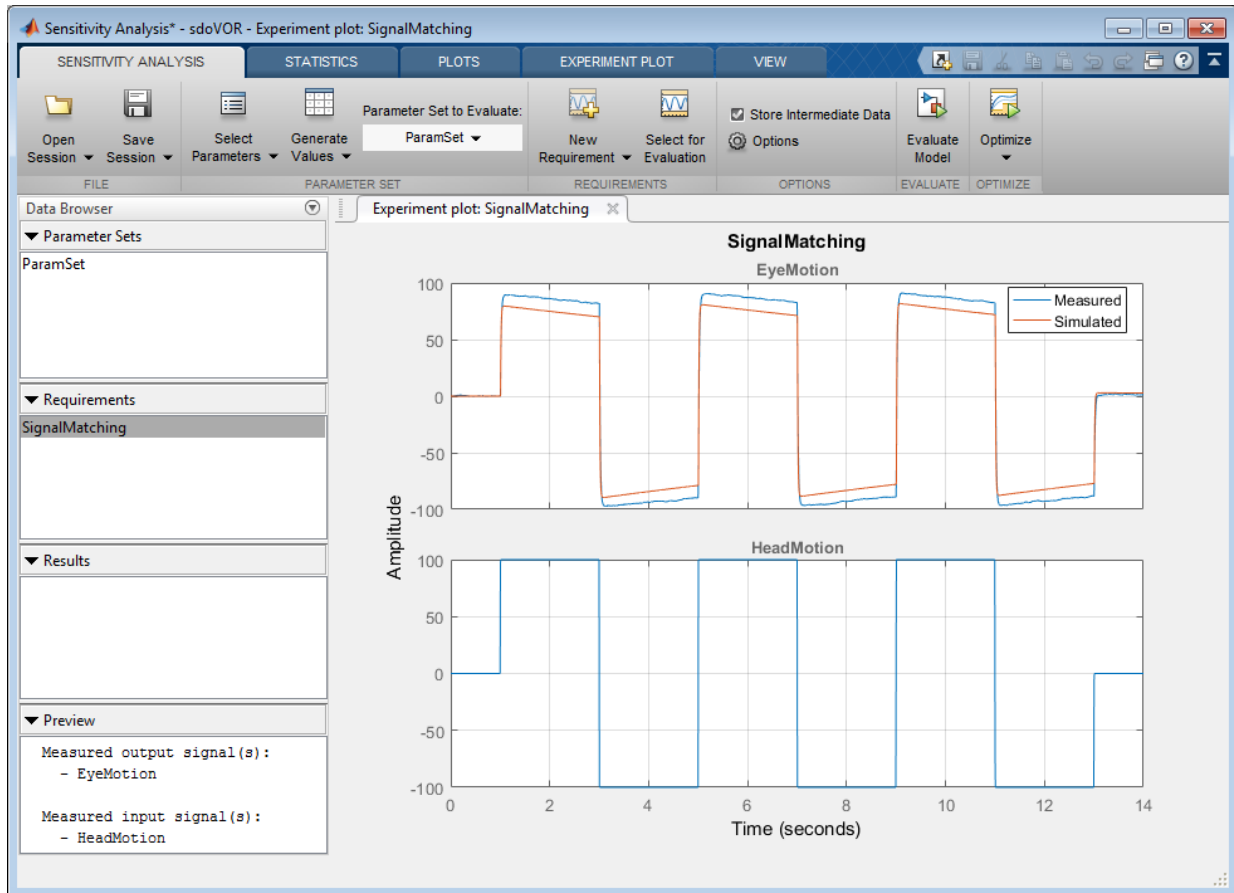 Sensitivity Analysis* - sdoVOR - Experiment plot: SignalMatching
SENSITIVITY ANALYSIS STATISTICS PLOTS EXPERIMENT PLOT VIEW
Open Session
Save Session
Select Parameters
Generate Values
Parameter Set to Evaluate:
ParamSet
New Requirement
Select for Evaluation
Store Intermediate Data
Options
Evaluate Model
Optimize
FILE PARAMETER SET REQUIREMENTS OPTIONS EVALUATE OPTIMIZE
Data Browser
Parameter Sets
ParamSet
Requirements
SignalMatching
Results
Preview
Measured output signal(s):
- EyeMotion
Measured input signal(s):
- HeadMotion
Experiment plot: SignalMatching
SignalMatching
EyeMotion
100
50
0
-50
-100
Measured
Simulated
Amplitude
HeadMotion
100
50
0
-50
-100
0 2 4 6 8 10 12 14
Time (seconds)